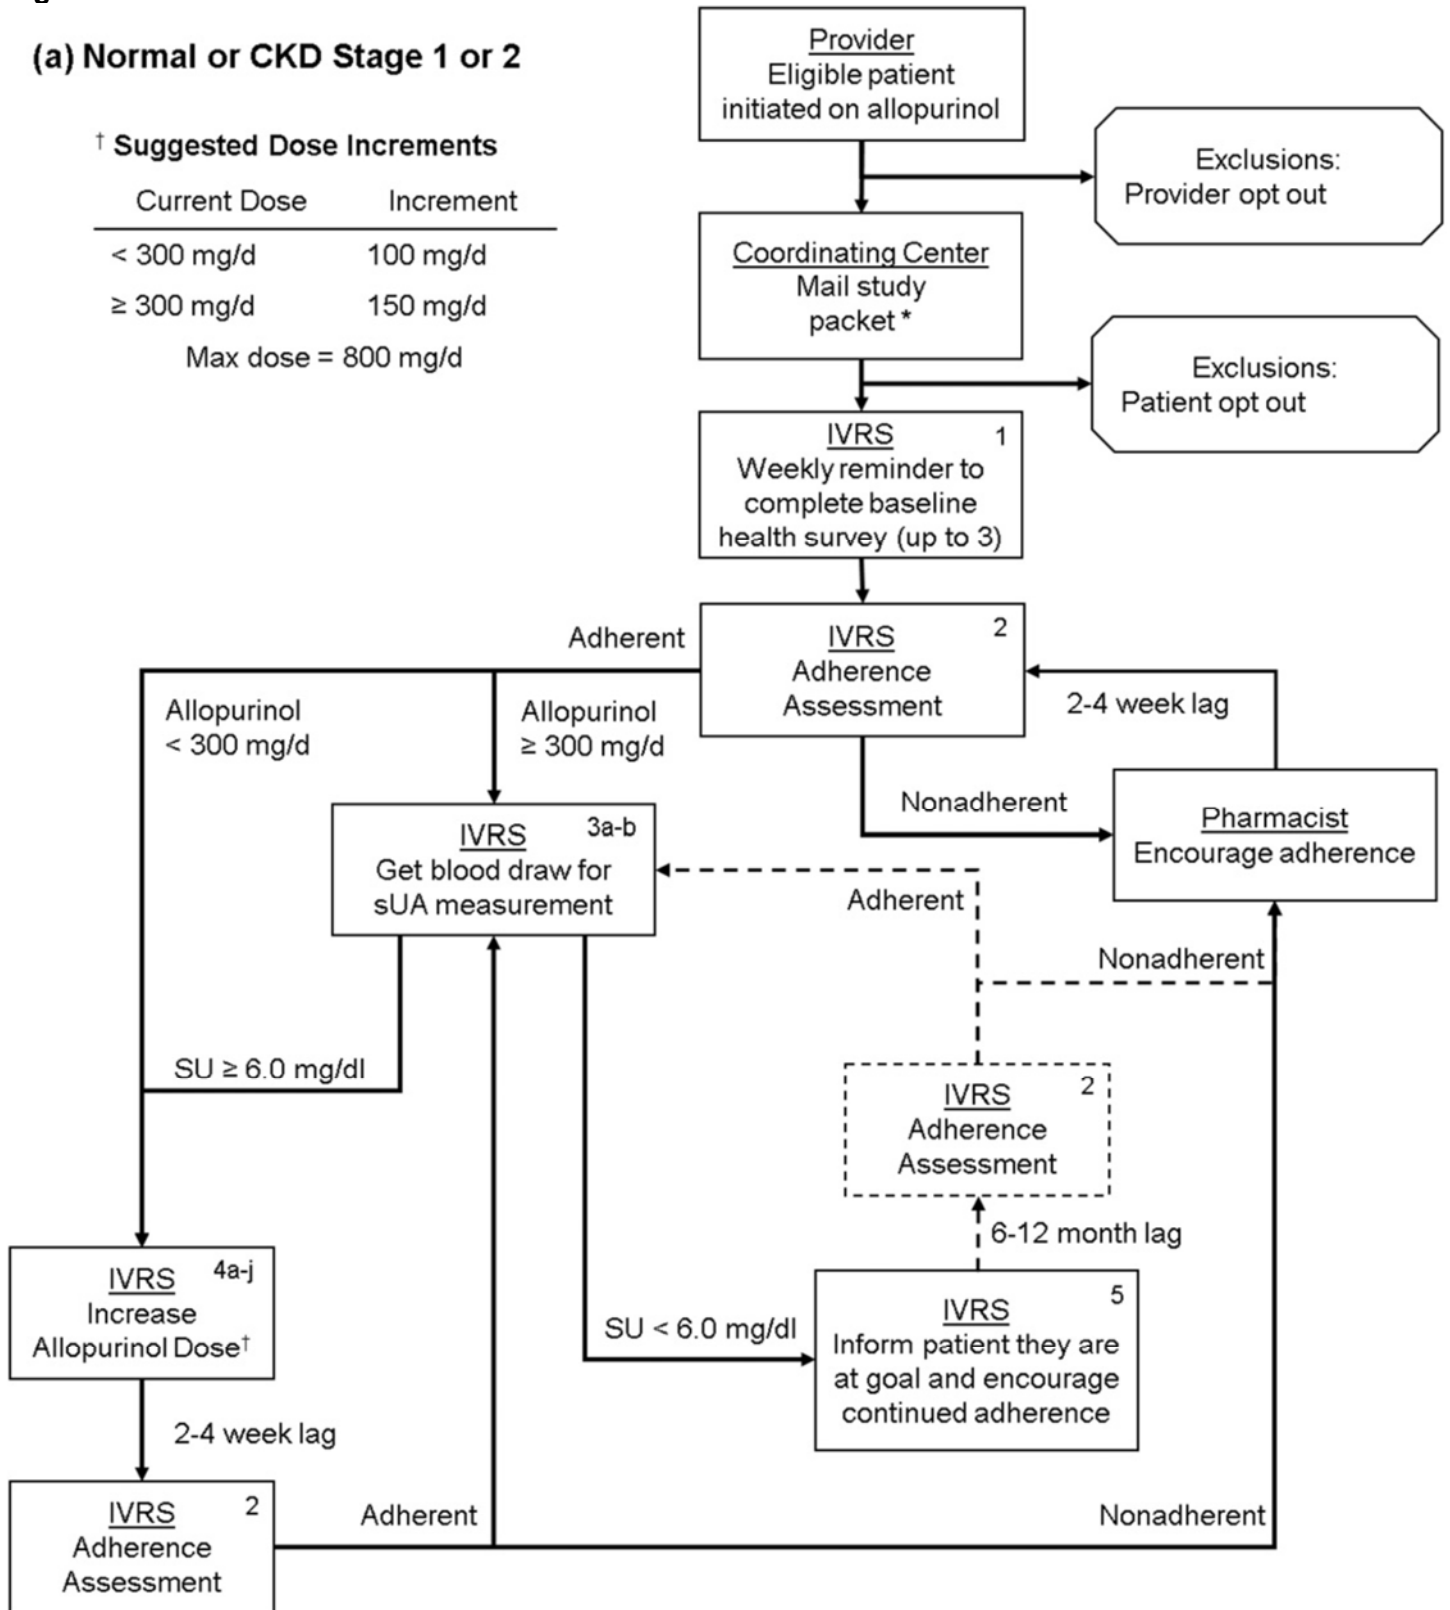 (a) Normal or CKD Stage 1 or 2
† Suggested Dose Increments
Current Dose Increment
< 300 mg/d 100 mg/d
≥ 300 mg/d 150 mg/d
Max dose = 800 mg/d
Provider
Eligible patient
initiated on allopurinol
Exclusions:
Provider opt out
Coordinating Center
Mail study
packet *
Exclusions:
Patient opt out
IVRS 1
Weekly reminder to
complete baseline
health survey (up to 3)
IVRS 2
Adherence
Assessment
Adherent
Allopurinol
< 300 mg/d
Allopurinol
≥ 300 mg/d
2-4 week lag
Nonadherent
Pharmacist
Encourage adherence
IVRS 3a-b
Get blood draw for
sUA measurement
Adherent
Nonadherent
SU ≥ 6.0 mg/dl
IVRS 2
Adherence
Assessment
6-12 month lag
IVRS 4a-j
Increase
Allopurinol Dose†
SU < 6.0 mg/dl
IVRS 5
Inform patient they are
at goal and encourage
continued adherence
2-4 week lag
IVRS 2
Adherence
Assessment
Adherent
Nonadherent